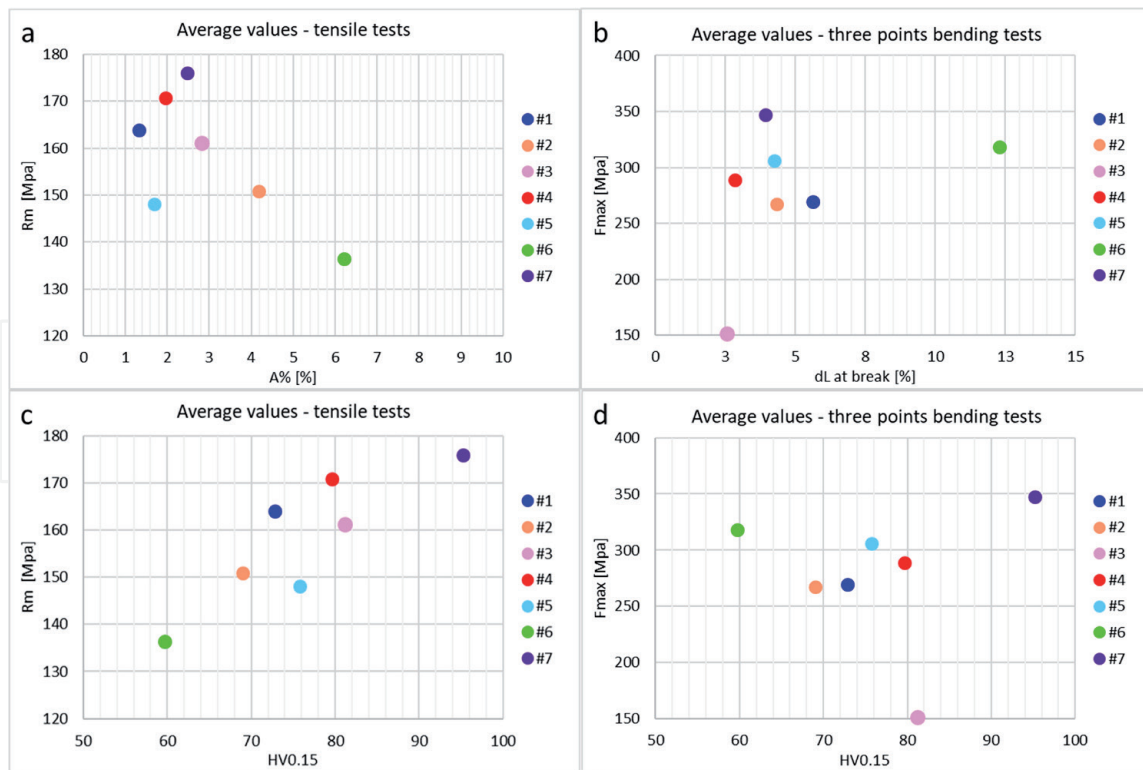 a
Average values - tensile tests
180
170
160
150
140
130
120
Rm [Mpa]
0 1 2 3 4 5 6 7 8 9 10
A% [%]
#1
#2
#3
#4
#5
#6
#7
b
Average values - three points bending tests
400
350
300
250
200
150
Fmax [Mpa]
0 3 5 8 10 13 15
dL at break [%]
#1
#2
#3
#4
#5
#6
#7
c
Average values - tensile tests
180
170
160
150
140
130
120
Rm [Mpa]
50 60 70 80 90 100
HV0.15
#1
#2
#3
#4
#5
#6
#7
d
Average values - three points bending tests
400
350
300
250
200
150
Fmax [Mpa]
50 60 70 80 90 100
HV0.15
#1
#2
#3
#4
#5
#6
#7